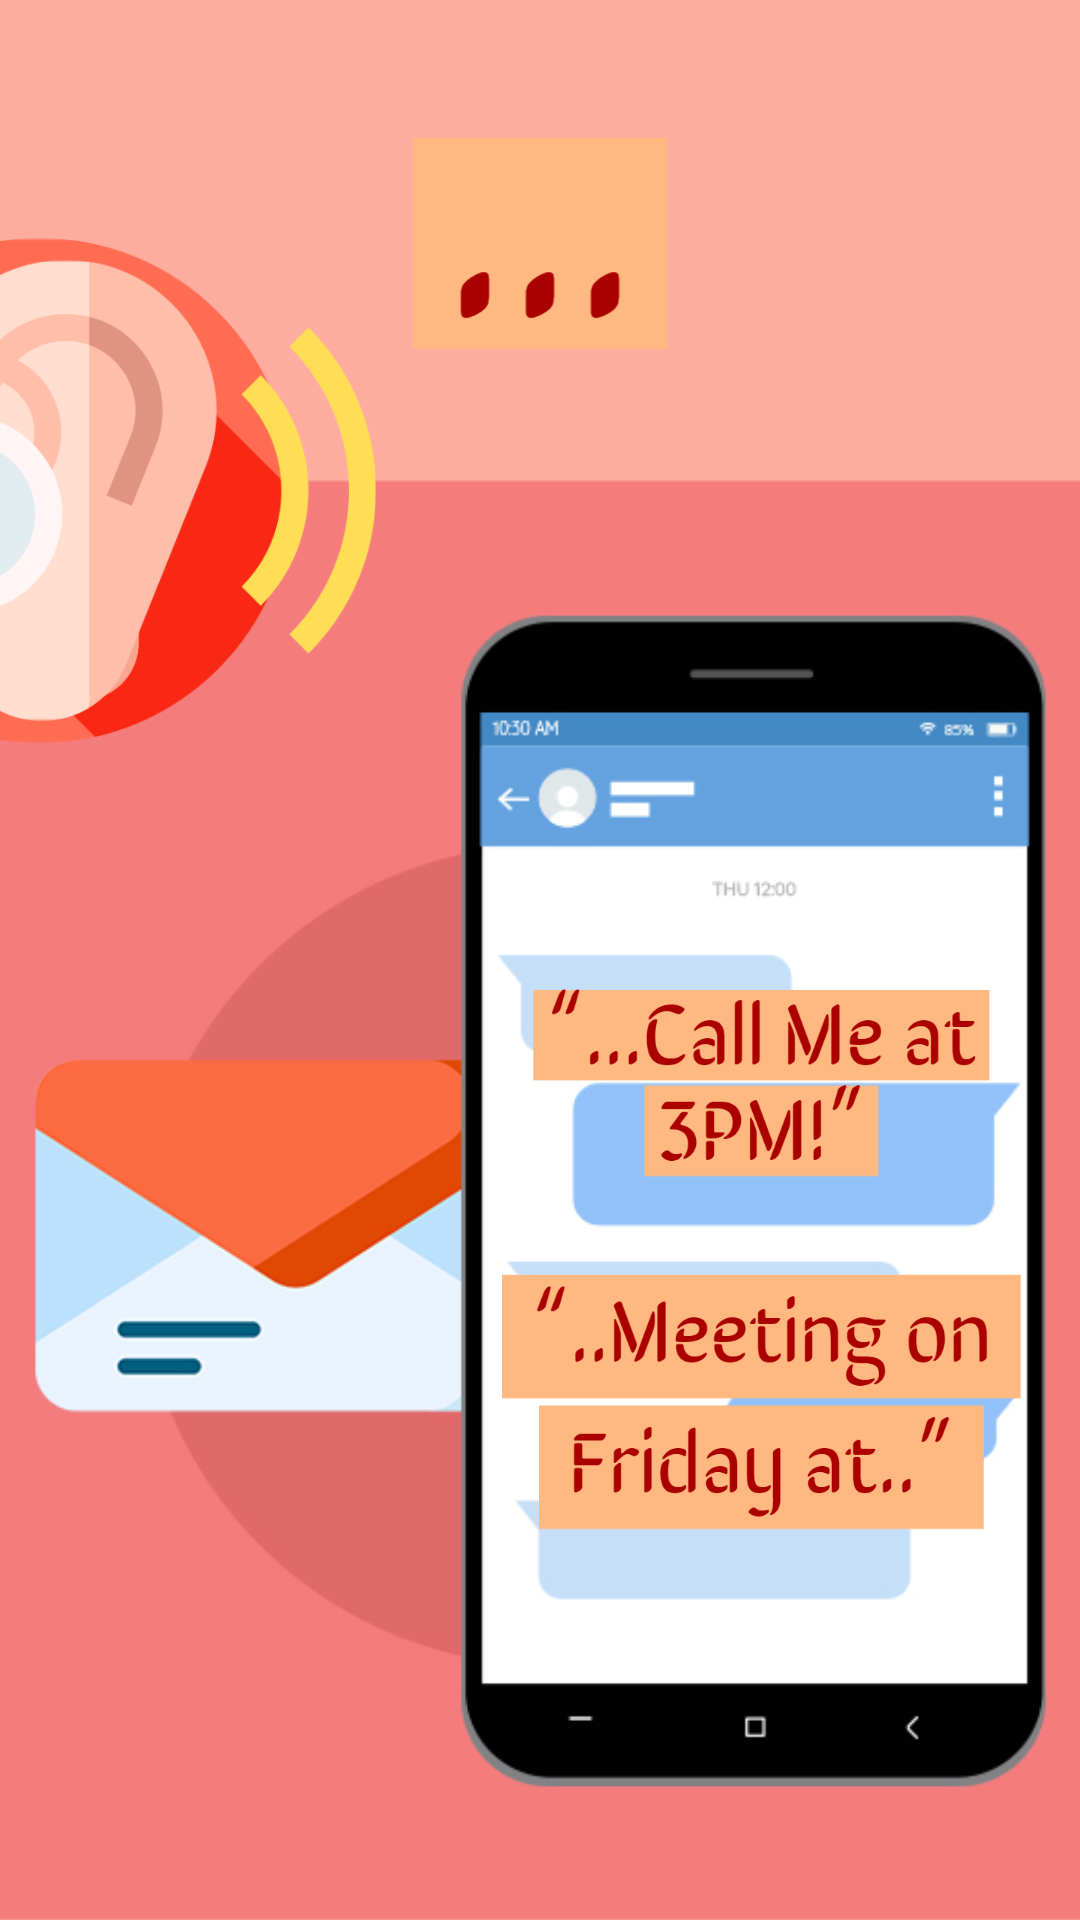 ...
10:30 AM 85%
THU 12:00
“...Call Me at
3PM!”
“..Meeting on
Friday at..”